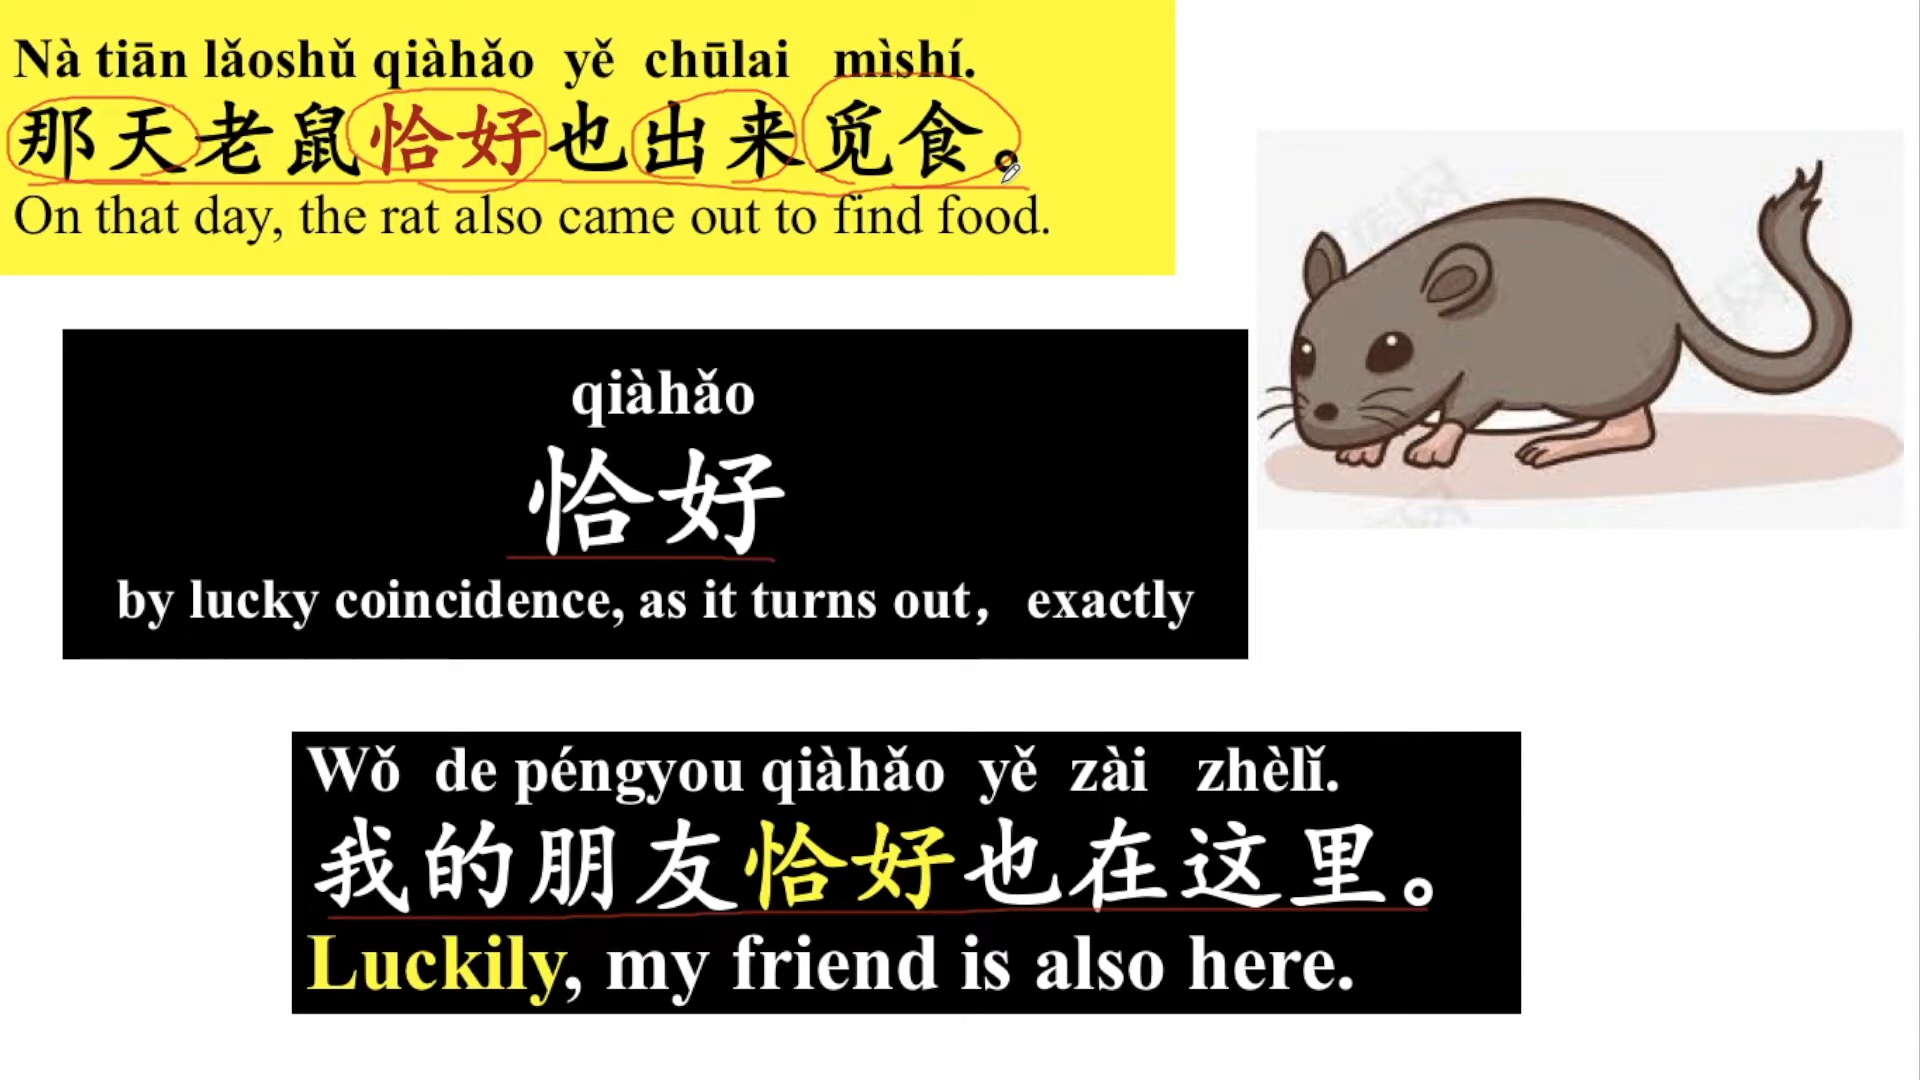 Nà tiān lǎoshǔ qiàhǎo yě chūlai mìshí.
那天老鼠恰好也出来觅食。
On that day, the rat also came out to find food.
qiàhǎo
恰好
by lucky coincidence, as it turns out，exactly
Wǒ de péngyou qiàhǎo yě zài zhèlǐ.
我的朋友恰好也在这里。
Luckily, my friend is also here.